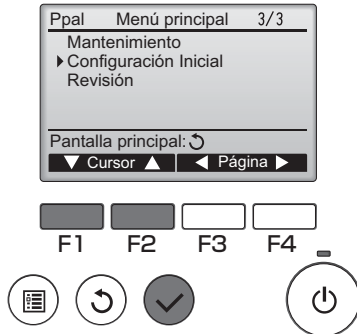 Ppal Menú principal 3/3
Mantenimiento
Configuración Inicial
Revisión
Pantalla principal:
Cursor Página
F1 F2 F3 F4